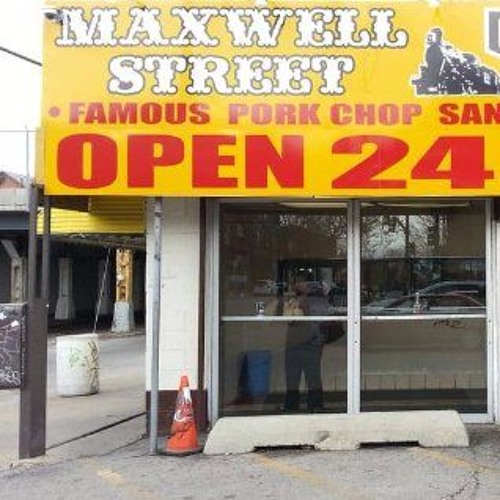 MAXWELL
STREET
• FAMOUS PORK CHOP SAN
OPEN 24